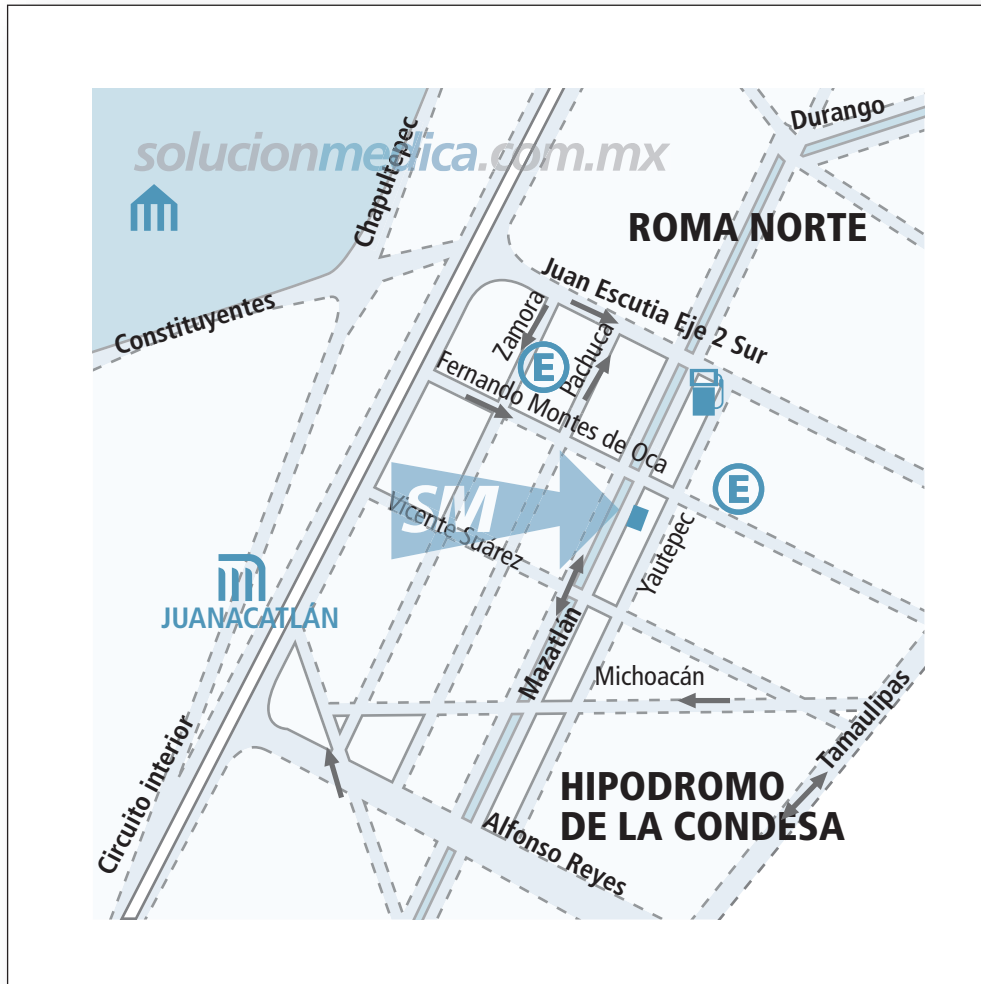 Durango
solucionmedica.com.mx
Chapultepec
ROMA NORTE
Juan Escutia Eje 2 Sur
Constituyentes
Zamora
Pachuca
E
Fernando Montes de Oca
E
SM
Vicente Suárez
Yautepec
JUANACATLÁN
Mazatlán
Michoacán
Tamaulipas
Circuito interior
HIPODROMO
DE LA CONDESA
Alfonso Reyes